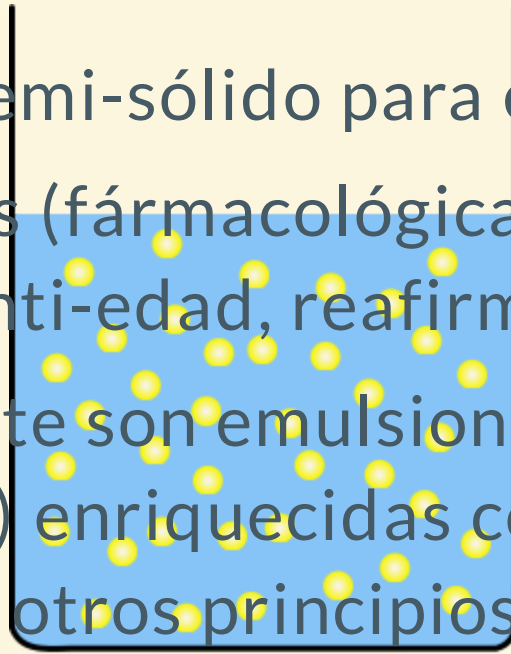 emi-sólido para
s (fármacológica
nti-edad, reafirm
te son emulsion
) enriquecidas c
otros principios